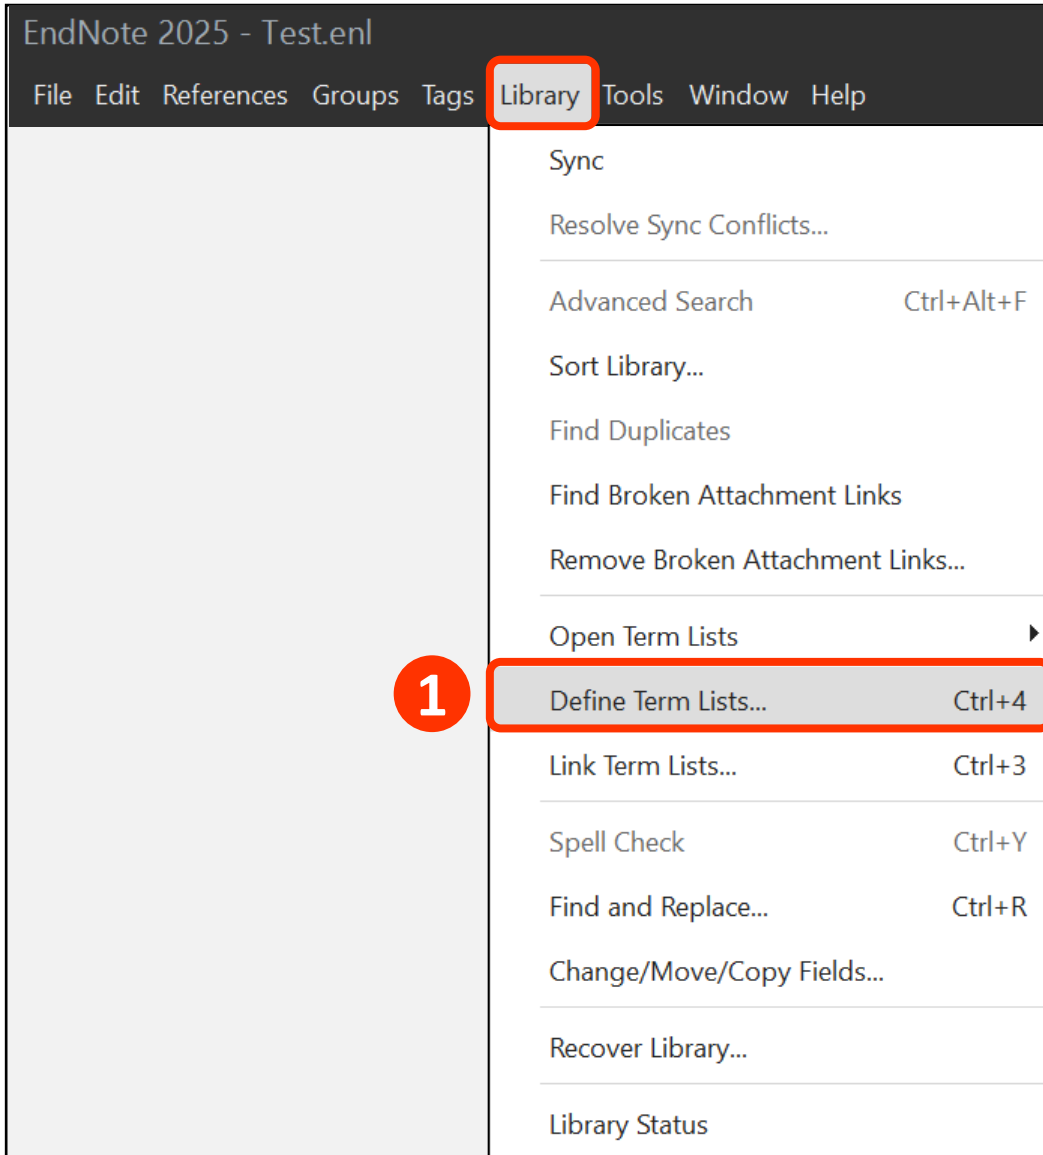 EndNote 2025 - Test.enl
File Edit References Groups Tags Library Tools Window Help
Sync
Resolve Sync Conflicts...
Advanced Search Ctrl+Alt+F
Sort Library...
Find Duplicates
Find Broken Attachment Links
Remove Broken Attachment Links...
Open Term Lists
1 Define Term Lists... Ctrl+4
Link Term Lists... Ctrl+3
Spell Check Ctrl+Y
Find and Replace... Ctrl+R
Change/Move/Copy Fields...
Recover Library...
Library Status